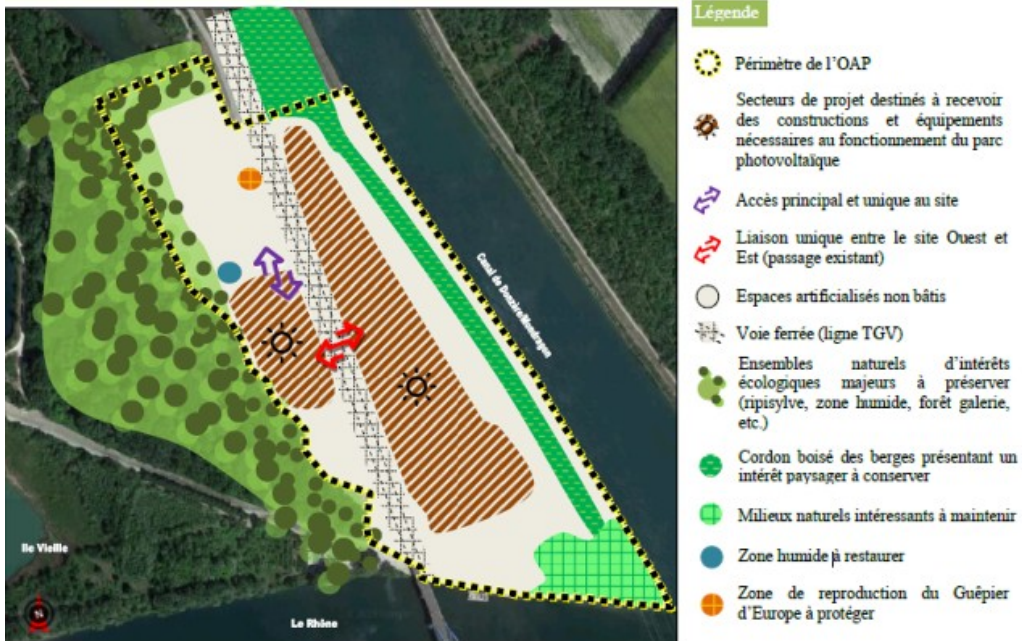 Légende
Périmètre de l'OAP
Secteurs de projet destinés à recevoir
des constructions et équipements
nécessaires au fonctionnement du parc
photovoltaïque
Accès principal et unique au site
Liaison unique entre le site Ouest et
Est (passage existant)
Espaces artificialisés non bâtis
Voie ferrée (ligne TGV)
Ensembles naturels d'intérêts
écologiques majeurs à préserver
(ripisylve, zone humide, forêt galerie,
etc.)
Cordon boisé des berges présentant un
intérêt paysager à conserver
Milieux naturels intéressants à maintenir
Zone humide à restaurer
Zone de reproduction du Guêpier
d'Europe à protéger
Canal de Donzère-Mondragon
Ile Vieille
Le Rhône